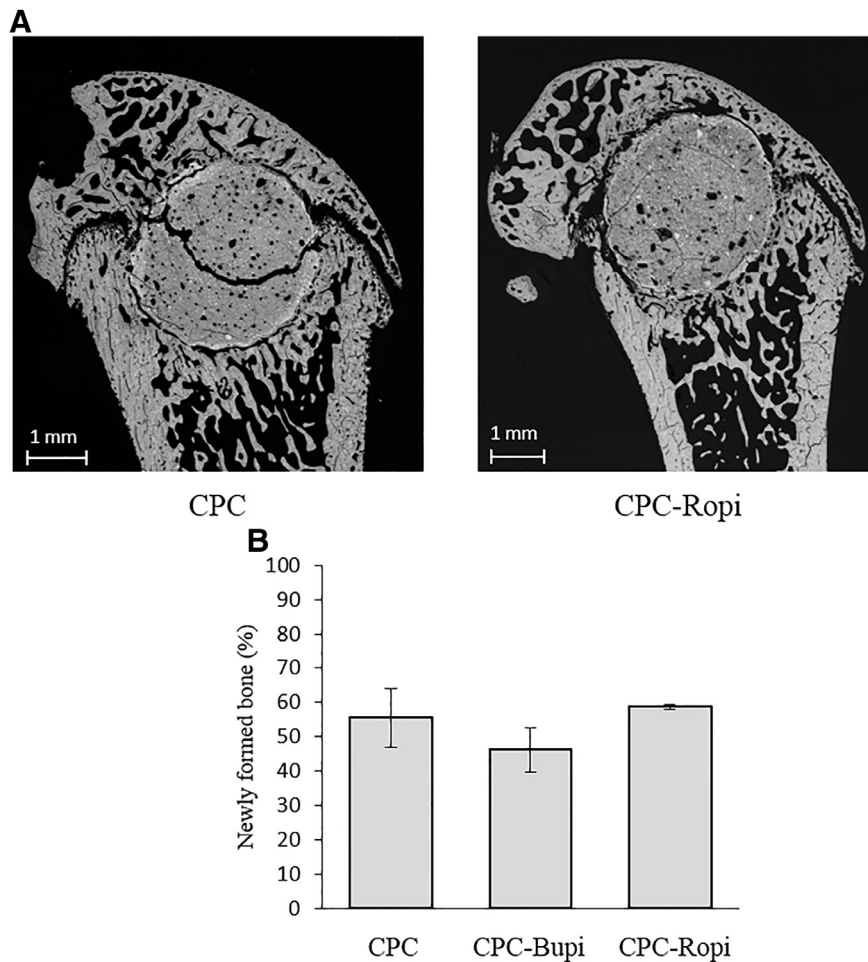 A
1 mm
1 mm
CPC
CPC-Ropi
B
100
90
80
70
60
50
40
30
20
10
0
Newly formed bone (%)
CPC
CPC-Bupi
CPC-Ropi